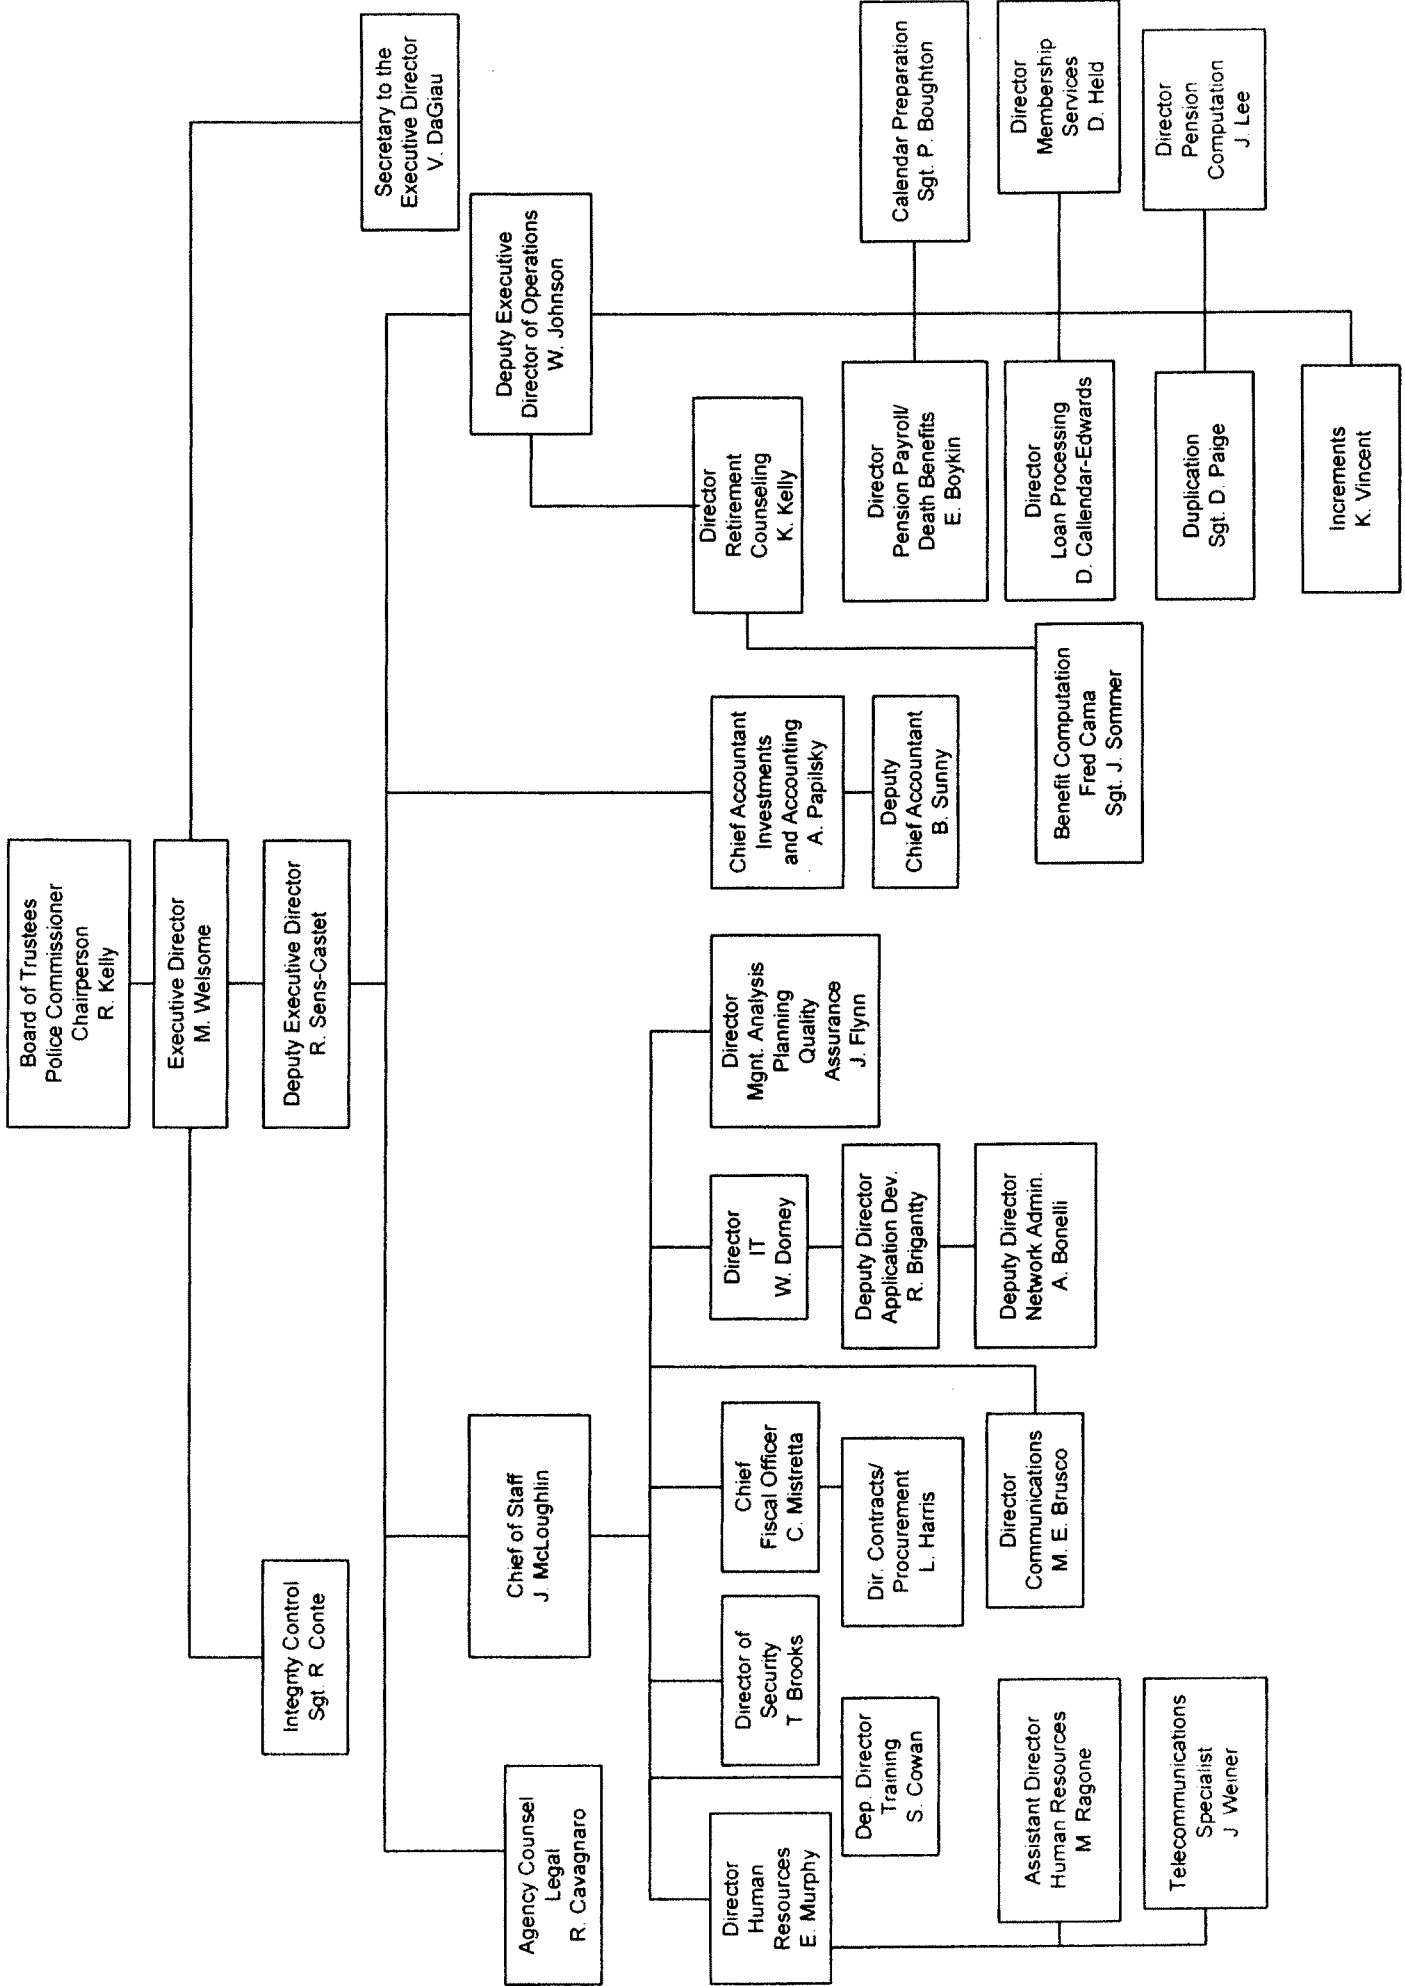 Board of Trustees
Police Commissioner
Chairperson
R. Kelly
Executive Director
M. Welsome
Secretary to the
Executive Director
V. DaGiau
Integrity Control
Sgt. R Conte
Deputy Executive Director
R. Sens-Castet
Agency Counsel
Legal
R. Cavagnaro
Chief of Staff
J. McLoughlin
Deputy Executive
Director of Operations
W. Johnson
Director
Human
Resources
E. Murphy
Dep. Director
Training
S. Cowan
Assistant Director
Human Resources
M Ragone
Telecommunications
Specialist
J Weiner
Director of
Security
T Brooks
Chief
Fiscal Officer
C. Mistretta
Dir. Contracts/
Procurement
L. Harris
Director
Communications
M. E. Brusco
Director
IT
W. Dorney
Deputy Director
Application Dev.
R. Brigantty
Deputy Director
Network Admin.
A. Bonelli
Director
Mgnt. Analysis
Planning
Quality
Assurance
J. Flynn
Chief Accountant
Investments
and Accounting
A. Papilsky
Deputy
Chief Accountant
B. Sunny
Director
Retirement
Counseling
K. Kelly
Benefit Computation
Fred Cama
Sgt. J. Sommer
Director
Pension Payroll/
Death Benefits
E. Boykin
Calendar Preparation
Sgt. P. Boughton
Director
Loan Processing
D. Callendar-Edwards
Director
Membership
Services
D. Held
Duplication
Sgt. D. Paige
Director
Pension
Computation
J. Lee
Increments
K. Vincent